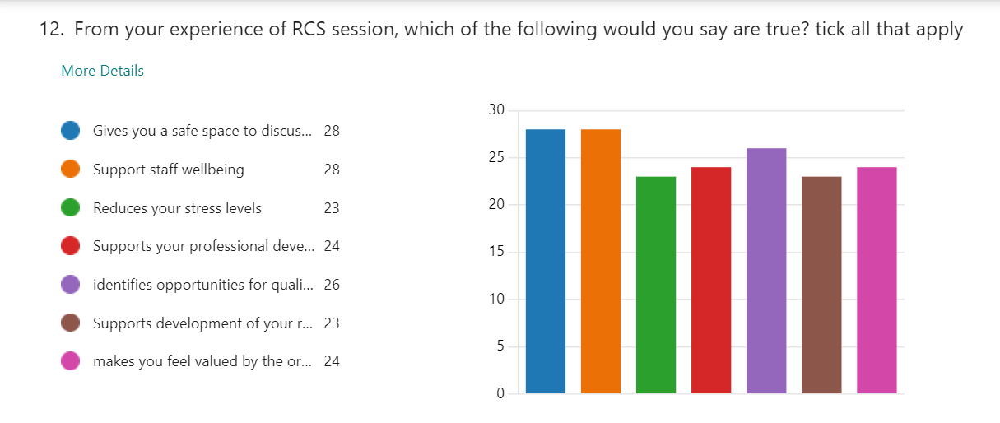 12. From your experience of RCS session, which of the following would you say are true? tick all that apply
More Details
Gives you a safe space to discus... 28
Support staff wellbeing 28
Reduces your stress levels 23
Supports your professional deve... 24
identifies opportunities for quali... 26
Supports development of your r... 23
makes you feel valued by the or... 24
30
25
20
15
10
5
0